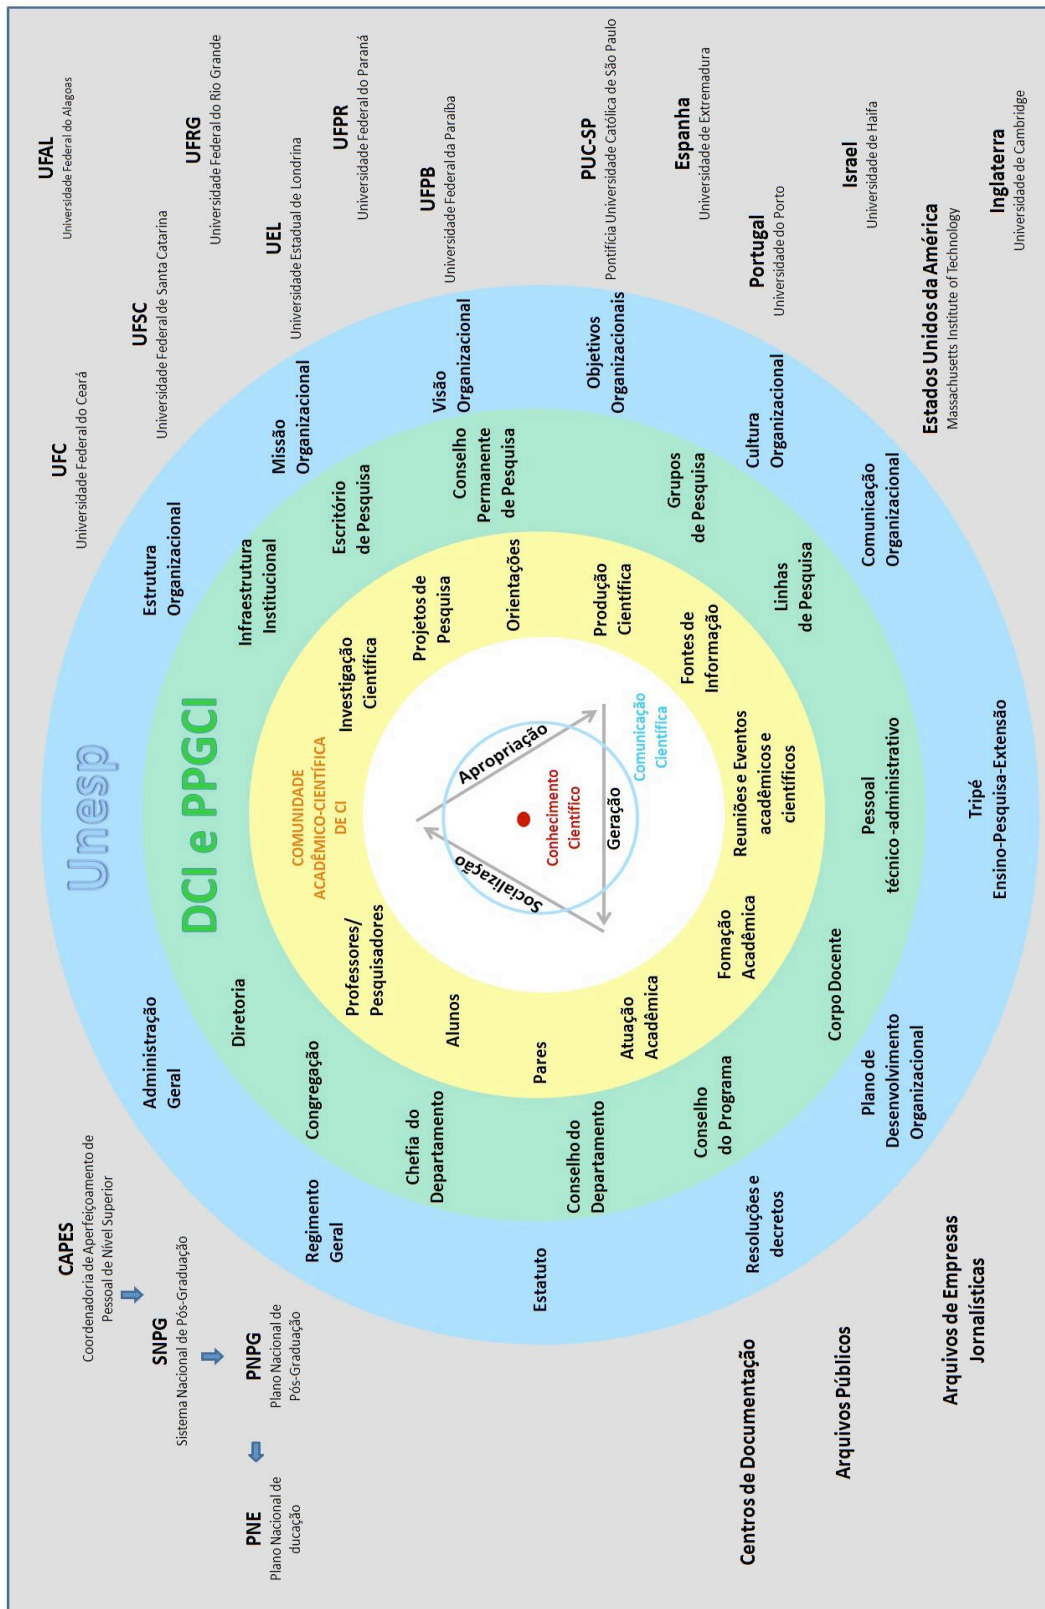 CAPES
Coordenadoria de Aperfeiçoamento de
Pessoal de Nível Superior
SNPG
Sistema Nacional de Pós-Graduação
PNPG
Plano Nacional de
Pós-Graduação
PNE
Plano Nacional de
ducação
Centros de Documentação
Arquivos Públicos
Arquivos de Empresas
Jornalísticas
UFC
Universidade Federal do Ceará
UFSC
Universidade Federal de Santa Catarina
UFAL
Universidade Federal do Alagoas
UFRG
Universidade Federal do Rio Grande
UEL
Universidade Estadual de Londrina
UFPR
Universidade Federal do Paraná
UFPB
Universidade Federal da Paraíba
PUC-SP
Pontifícia Universidade Católica de São Paulo
Espanha
Universidade de Extremadura
Portugal
Universidade do Porto
Israel
Universidade de Haifa
Estados Unidos da América
Massachusetts Institute of Technology
Inglaterra
Universidade de Cambridge
Unesp
Administração
Geral
Regimento
Geral
Estatuto
Resoluções e
decretos
Plano de
Desenvolvimento
Organizacional
Tripé
Ensino-Pesquisa-Extensão
Comunicação
Organizacional
Cultura
Organizacional
Objetivos
Organizacionais
Visão
Organizacional
Missão
Organizacional
Estrutura
Organizacional
DCI e PPGCI
Diretoria
Congregação
Chefia do
Departamento
Conselho do
Departamento
Conselho
do Programa
Corpo Docente
Pessoal
técnico-administrativo
Linhas
de Pesquisa
Grupos
de Pesquisa
Conselho
Permanente
de Pesquisa
Escritório
de Pesquisa
Infraestrutura
Institucional
COMUNIDADE
ACADÊMICO-CIENTÍFICA
DE CI
Professores/
Pesquisadores
Alunos
Pares
Atuação
Acadêmica
Fomação
Acadêmica
Reuniões e Eventos
acadêmicos e
científicos
Fontes de
Informação
Produção
Científica
Orientações
Projetos de
Pesquisa
Investigação
Científica
Socialização
Apropriação
Conhecimento
Científico
Geração
Comunicação
Científica